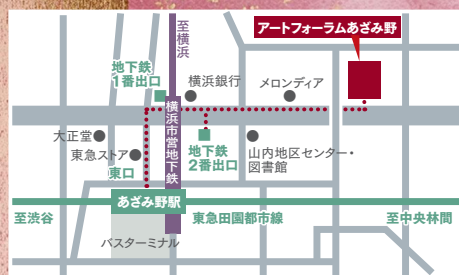 アートフォーラムあざみ野
至横浜
地下鉄
1番出口
横浜銀行
メロンディア
横浜市営地下鉄
大正堂
東急ストア
東口
地下鉄
2番出口
山内地区センター・
図書館
あざみ野駅
至渋谷
東急田園都市線
至中央林間
バスターミナル